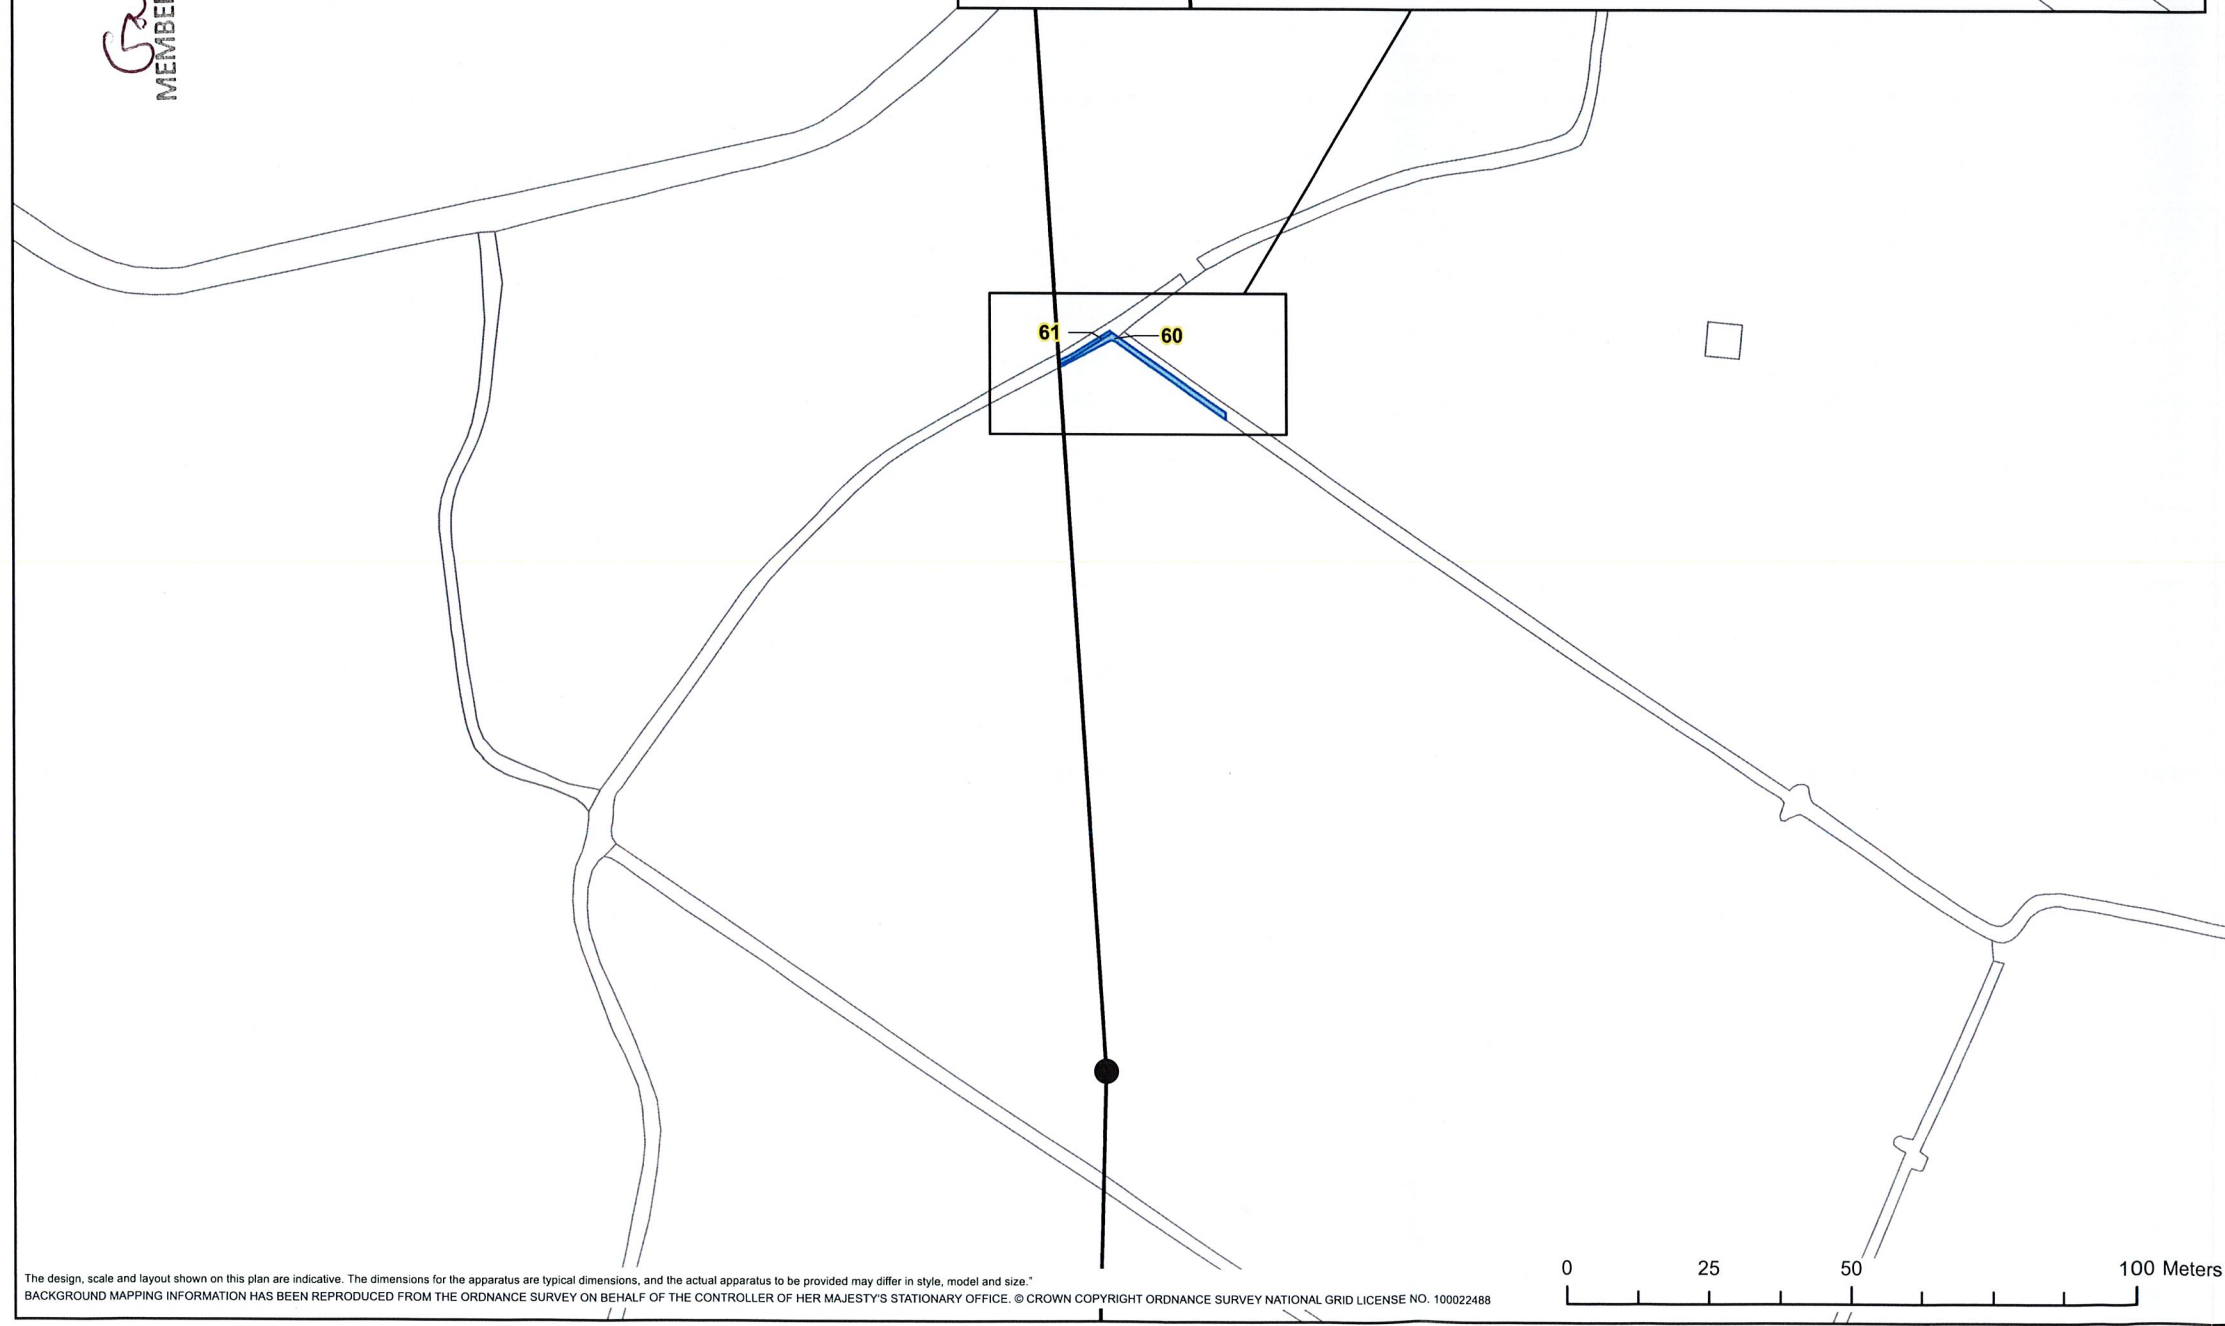 MEMBE
61
60
0 25 50 100 Meters
The design, scale and layout shown on this plan are indicative. The dimensions for the apparatus are typical dimensions, and the actual apparatus to be provided may differ in style, model and size."
BACKGROUND MAPPING INFORMATION HAS BEEN REPRODUCED FROM THE ORDNANCE SURVEY ON BEHALF OF THE CONTROLLER OF HER MAJESTY'S STATIONARY OFFICE. © CROWN COPYRIGHT ORDNANCE SURVEY NATIONAL GRID LICENSE NO. 100022488